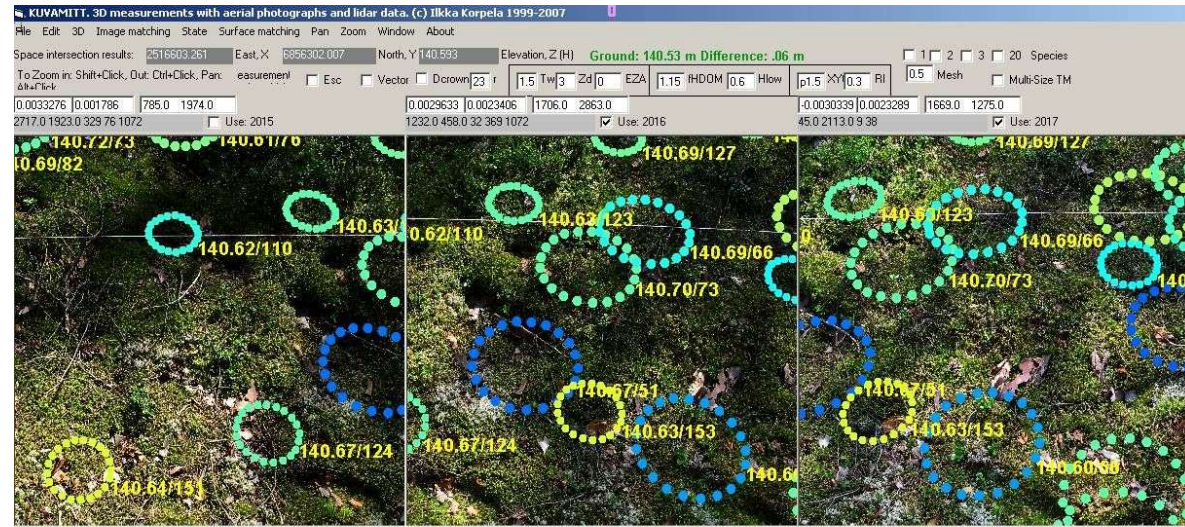 KUVAMITT. 3D measurements with aerial photographs and lidar data. (c) Ilkka Korpela 1999-2007
File Edit 3D Image matching State Surface matching Pan Zoom Window About
Space intersection results: 2516603.261 East, X 6856302.007 North, Y 140.593 Elevation, Z (H) Ground: 140.53 m Difference: .06 m 1 2 3 20 Species
To Zoom in: Shift+Click, Out: Ctrl+Click, Pan: Esc Vector Dcrown 23 r 1.5 Tw 3 Zd 0 EZA 1.15 fHDOM 0.6 Hlow p1.5 XY 0.3 RI 0.5 Mesh Multi-Size TM
Alt+Click
0.0033276 0.001786 785.0 1974.0 0.0029633 0.0023406 1706.0 2863.0 -0.0030339 0.0023289 1669.0 1275.0
2717.0 1923.0 329 76 1072 Use: 2015 1232.0 458.0 32 369 1072 Use: 2016 45.0 2113.0 9 38 Use: 2017
140.72/73 140.61/76 140.69/127 140.69/127
140.63/123
140.62/110 140.69/66 140.69/66
140.70/73 140.70/73
140.67/51
140.67/124 140.67/124 140.63/153 140.63/153
140.64/151